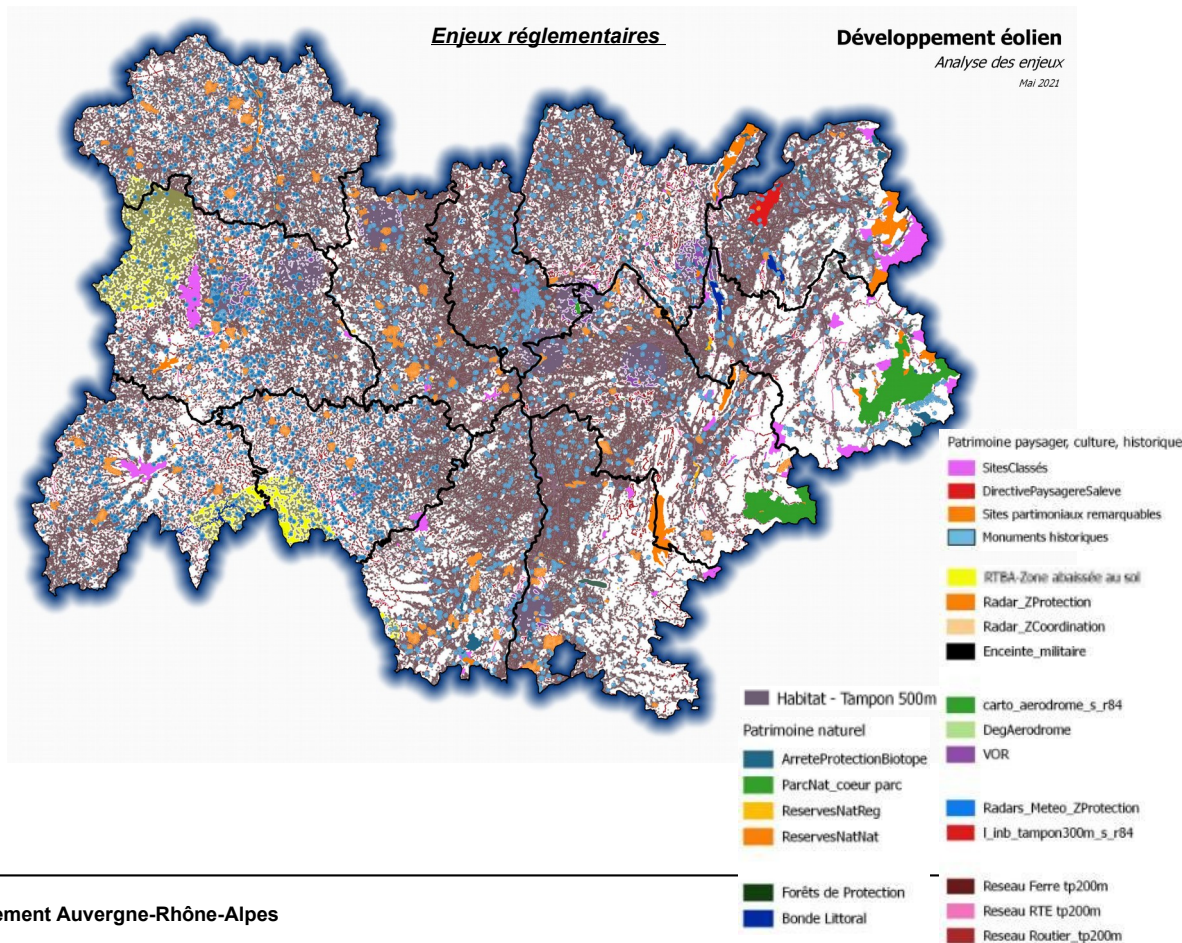 Enjeux réglementaires
Développement éolien
Analyse des enjeux
Mai 2021
Patrimoine paysager, culture, historique
SitesClassés
DirectivePaysagereSaleve
Sites partimoniaux remarquables
Monuments historiques
RTBA-Zone abaissée au sol
Radar_ZProtection
Radar_ZCoordination
Enceinte_militaire
carto_aerodrome_s_r84
DegAerodrome
VOR
Radars_Meteo_ZProtection
l_inb_tampon300m_s_r84
Reseau Ferre tp200m
Reseau RTE tp200m
Reseau Routier_tp200m
Habitat - Tampon 500m
Patrimoine naturel
ArreteProtectionBiotope
ParcNat_coeur parc
ReservesNatReg
ReservesNatNat
Forêts de Protection
Bonde Littoral
ement Auvergne-Rhône-Alpes